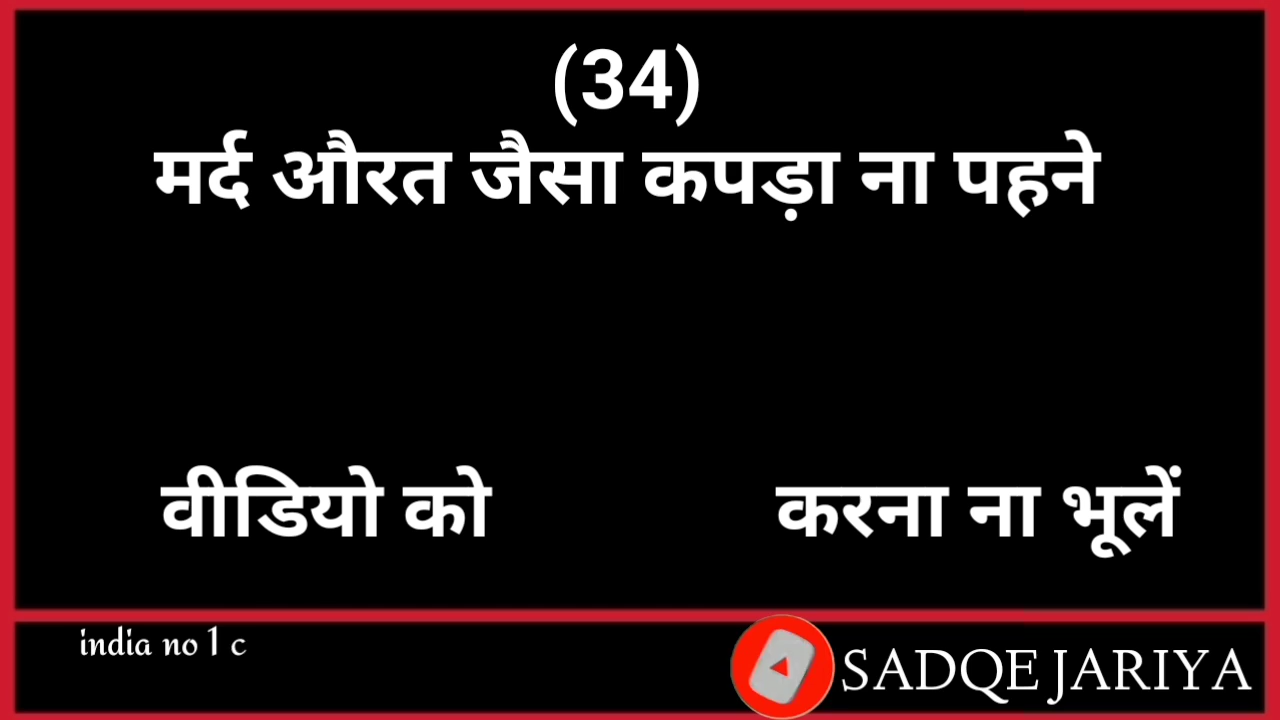 (34)
मर्द औरत जैसा कपड़ा ना पहने
वीडियो को करना ना भूलें
india no 1 c
SADQE JARIYA